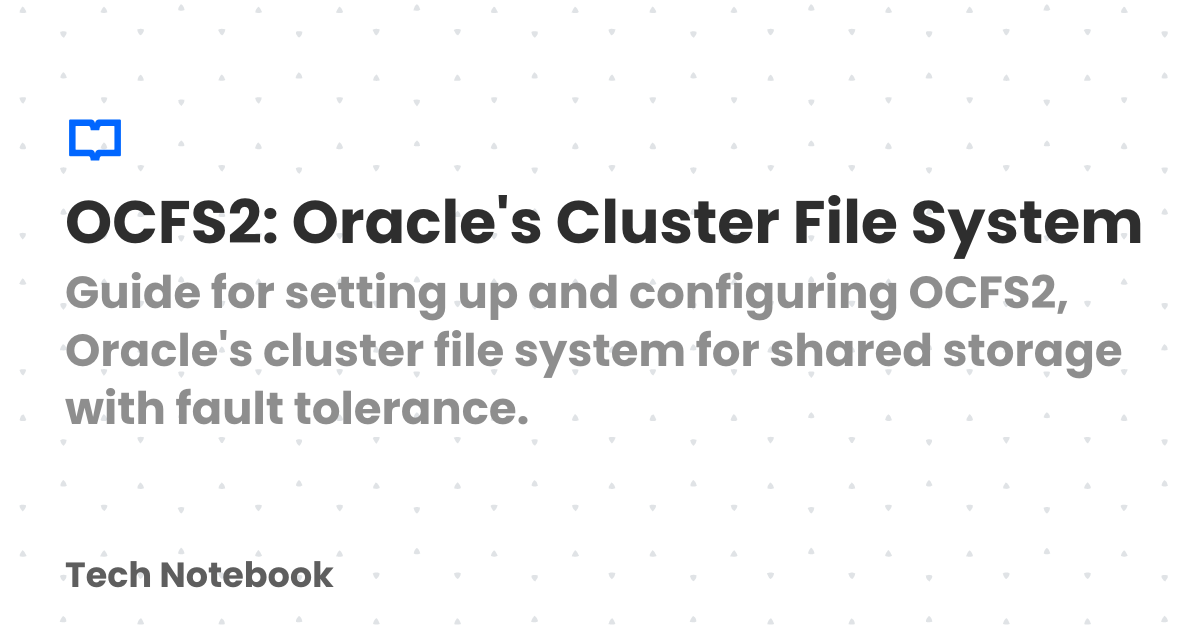 OCFS2: Oracle's Cluster File System
Guide for setting up and configuring OCFS2,
Oracle's cluster file system for shared storage
with fault tolerance.
Tech Notebook